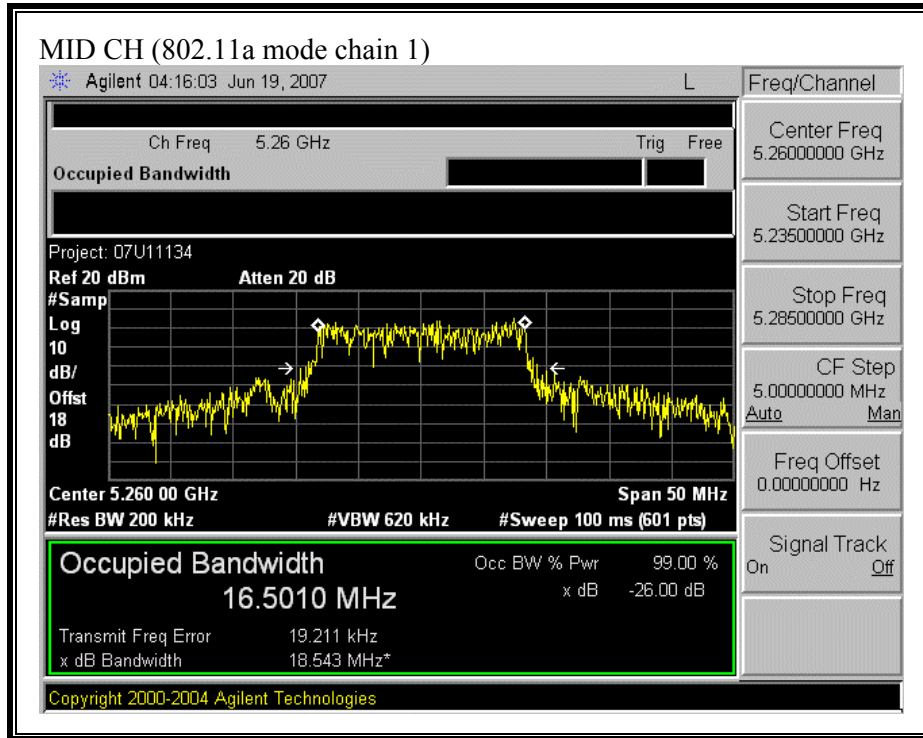 MID CH (802.11a mode chain 1)
Agilent 04:16:03 Jun 19, 2007 L
Freq/Channel
Ch Freq 5.26 GHz Trig Free
Occupied Bandwidth
Center Freq
5.26000000 GHz
Start Freq
5.23500000 GHz
Stop Freq
5.28500000 GHz
CF Step
5.00000000 MHz
Auto Man
Freq Offset
0.00000000 Hz
Signal Track
On Off
Project: 07U11134
Ref 20 dBm Atten 20 dB
#Samp
Log
10
dB/
Offst
18
dB
Center 5.260 00 GHz Span 50 MHz
#Res BW 200 kHz #VBW 620 kHz #Sweep 100 ms (601 pts)
Occupied Bandwidth Occ BW % Pwr 99.00 %
16.5010 MHz x dB -26.00 dB
Transmit Freq Error 19.211 kHz
x dB Bandwidth 18.543 MHz*
Copyright 2000-2004 Agilent Technologies